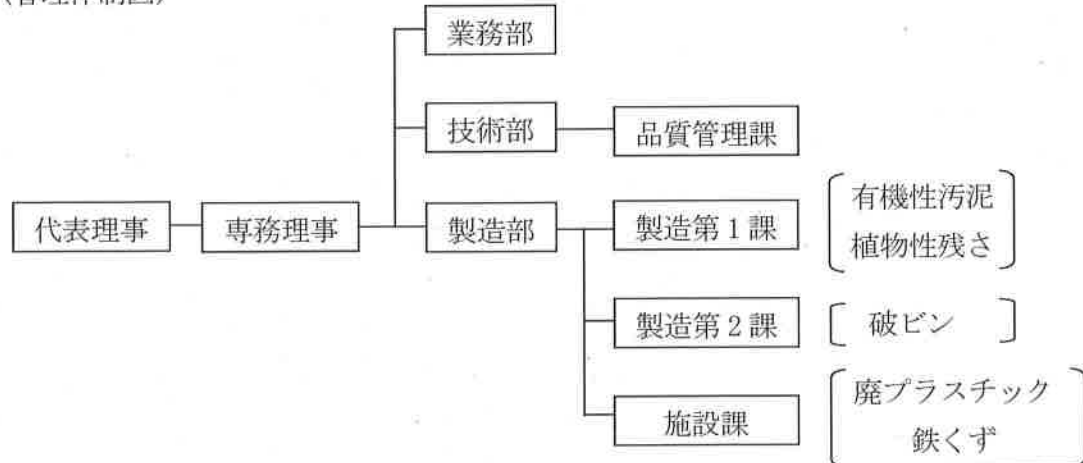 業務部
技術部
品質管理課
代表理事
専務理事
製造部
製造第1課
有機性汚泥
植物性残さ
製造第2課
破ビン
施設課
廃プラスチック
鉄くず